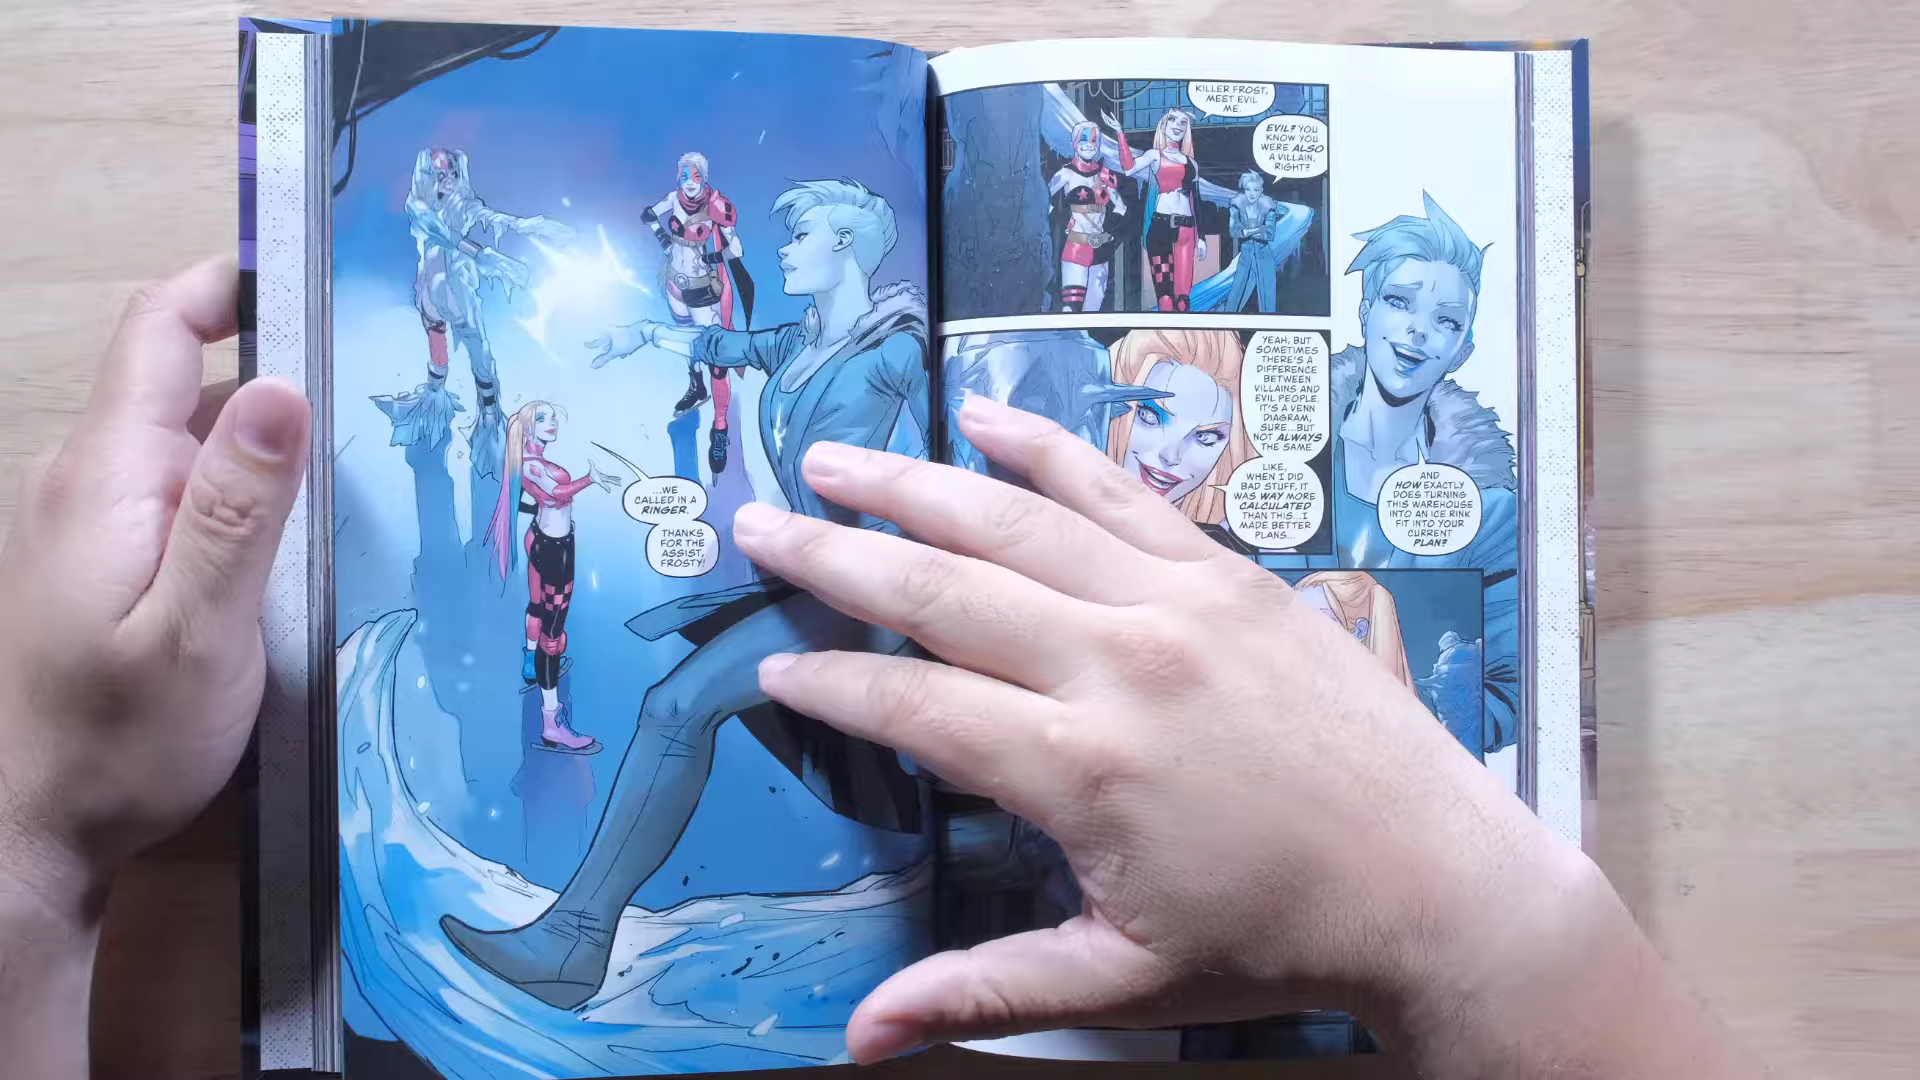 ...WE
CALLED IN A
RINGER.
THANKS
FOR THE
ASSIST,
FROSTY!
KILLER FROST,
MEET EVIL
ME.
EVIL? YOU
KNOW YOU
WERE ALSO
A VILLAIN,
RIGHT?
YEAH, BUT
SOMETIMES
THERE'S A
DIFFERENCE
BETWEEN
VILLAINS AND
EVIL PEOPLE.
IT'S A VENN
DIAGRAM,
SURE...BUT
NOT ALWAYS
THE SAME.
LIKE,
WHEN I DID
BAD STUFF, IT
WAS WAY MORE
CALCULATED
THAN THIS...I
MADE BETTER
PLANS...
AND
HOW EXACTLY
DOES TURNING
THIS WAREHOUSE
INTO AN ICE RINK
FIT INTO YOUR
CURRENT
PLAN?